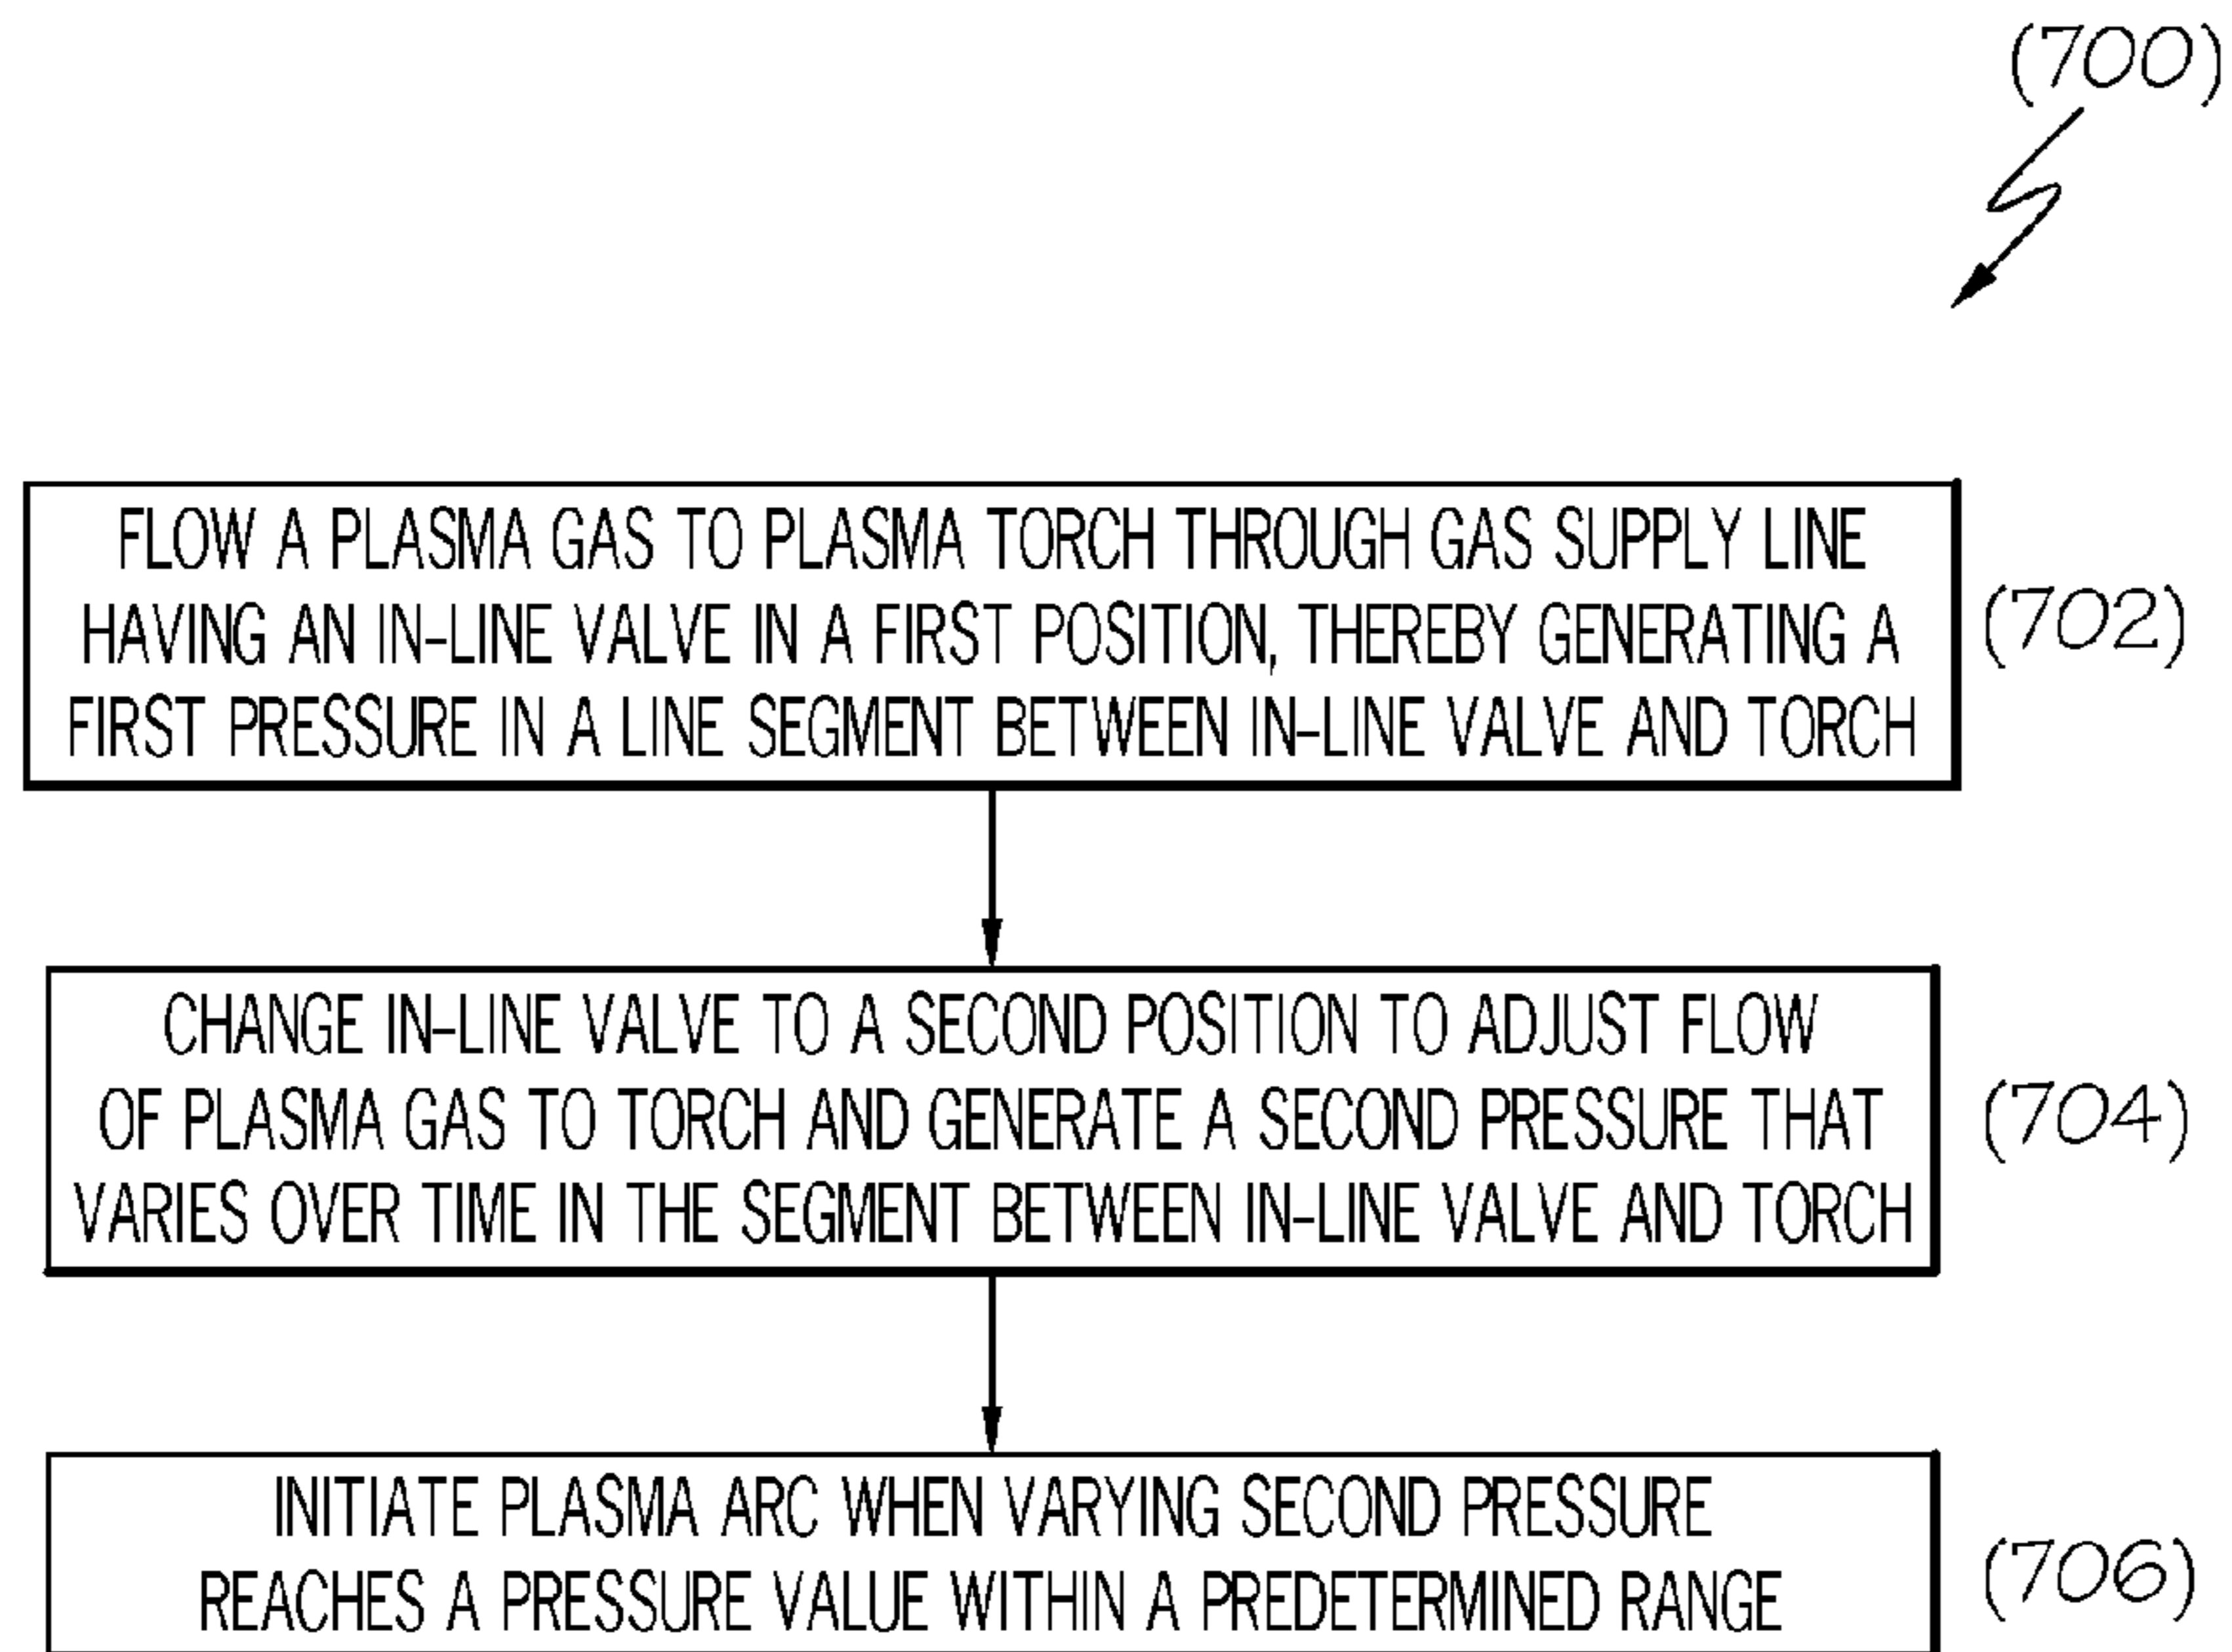 (700)
FLOW A PLASMA GAS TO PLASMA TORCH THROUGH GAS SUPPLY LINE
HAVING AN IN-LINE VALVE IN A FIRST POSITION, THEREBY GENERATING A
FIRST PRESSURE IN A LINE SEGMENT BETWEEN IN-LINE VALVE AND TORCH
(702)
CHANGE IN-LINE VALVE TO A SECOND POSITION TO ADJUST FLOW
OF PLASMA GAS TO TORCH AND GENERATE A SECOND PRESSURE THAT
VARIES OVER TIME IN THE SEGMENT BETWEEN IN-LINE VALVE AND TORCH
(704)
INITIATE PLASMA ARC WHEN VARYING SECOND PRESSURE
REACHES A PRESSURE VALUE WITHIN A PREDETERMINED RANGE
(706)